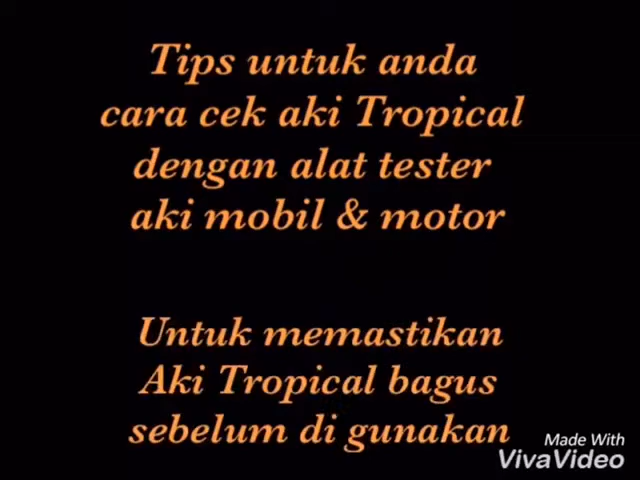 Tips untuk anda
cara cek aki Tropical
dengan alat tester
aki mobil & motor
Untuk memastikan
Aki Tropical bagus
sebelum di gunakan
Made With
VivaVideo